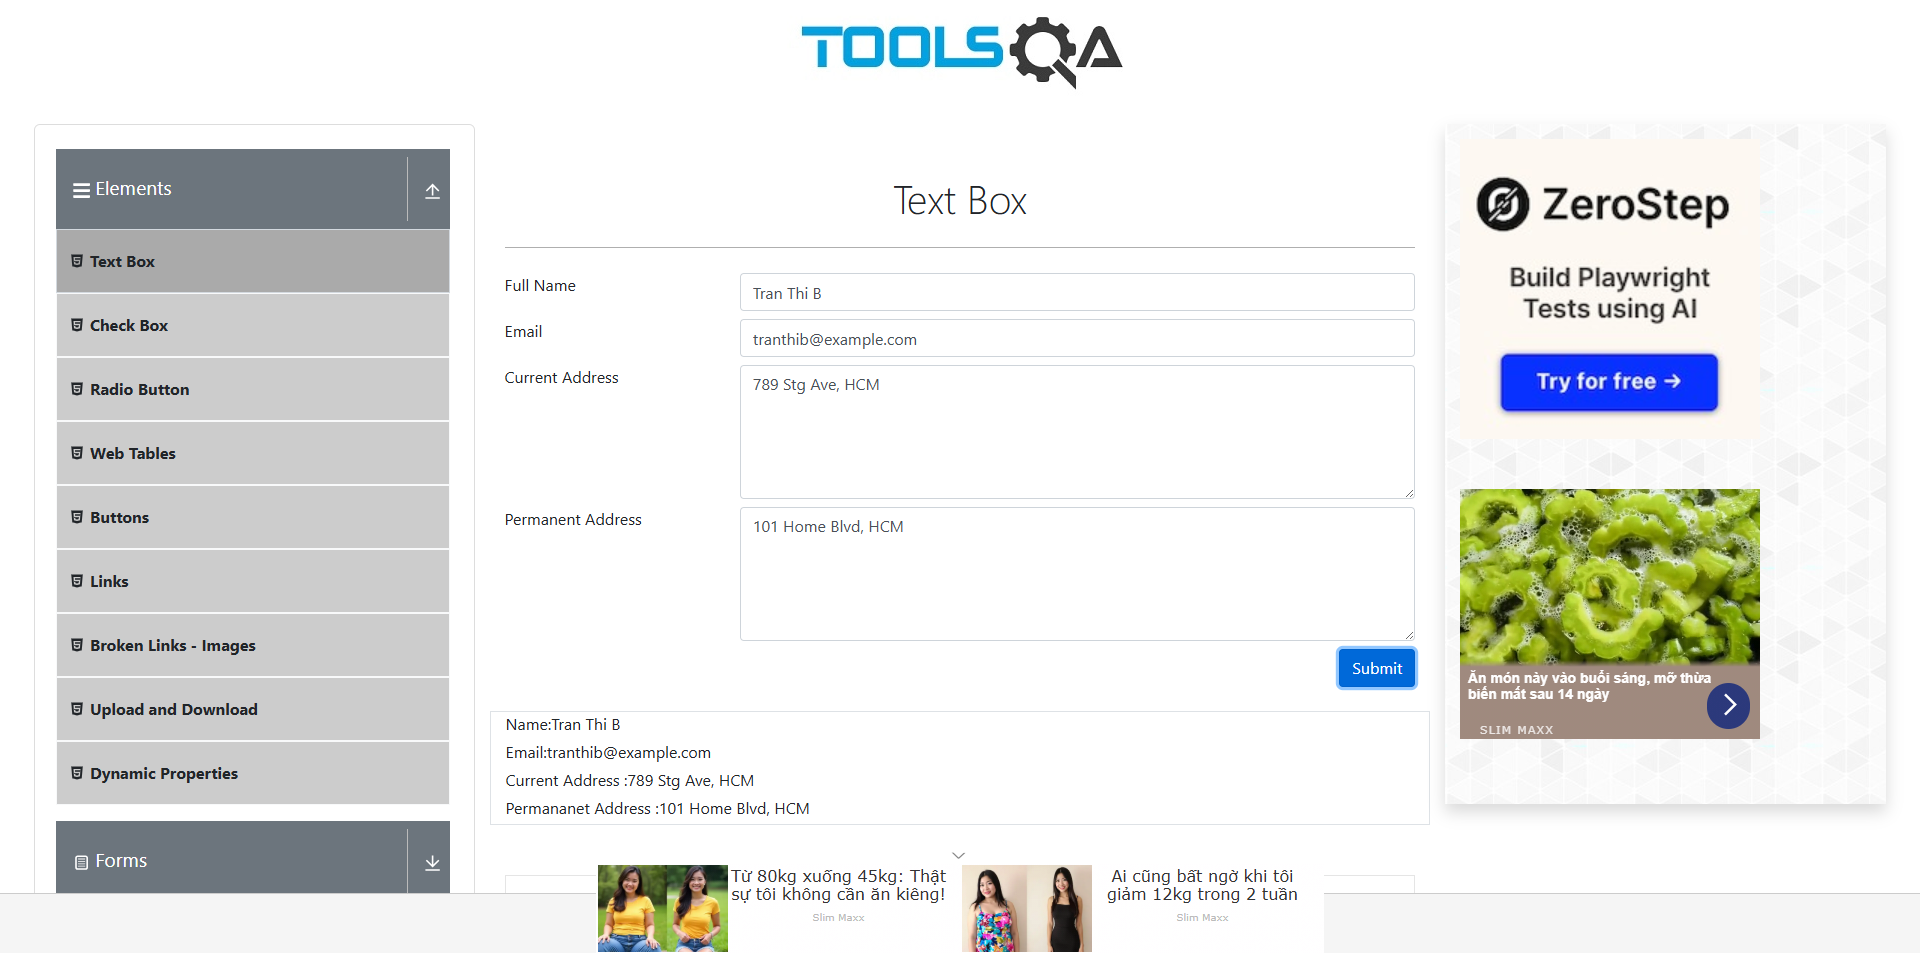 TOOLSQA
Elements
Text Box
Check Box
Radio Button
Web Tables
Buttons
Links
Broken Links - Images
Upload and Download
Dynamic Properties
Forms
Text Box
Full Name
Tran Thi B
Email
tranthib@example.com
Current Address
789 Stg Ave, HCM
Permanent Address
101 Home Blvd, HCM
Submit
Name:Tran Thi B
Email:tranthib@example.com
Current Address :789 Stg Ave, HCM
Permananet Address :101 Home Blvd, HCM
ZeroStep
Build Playwright
Tests using AI
Try for free →
Ăn món này vào buổi sáng, mỡ thừa
biến mất sau 14 ngày
SLIM MAXX
Từ 80kg xuống 45kg: Thật
sự tôi không cần ăn kiêng!
Slim Maxx
Ai cũng bất ngờ khi tôi
giảm 12kg trong 2 tuần
Slim Maxx